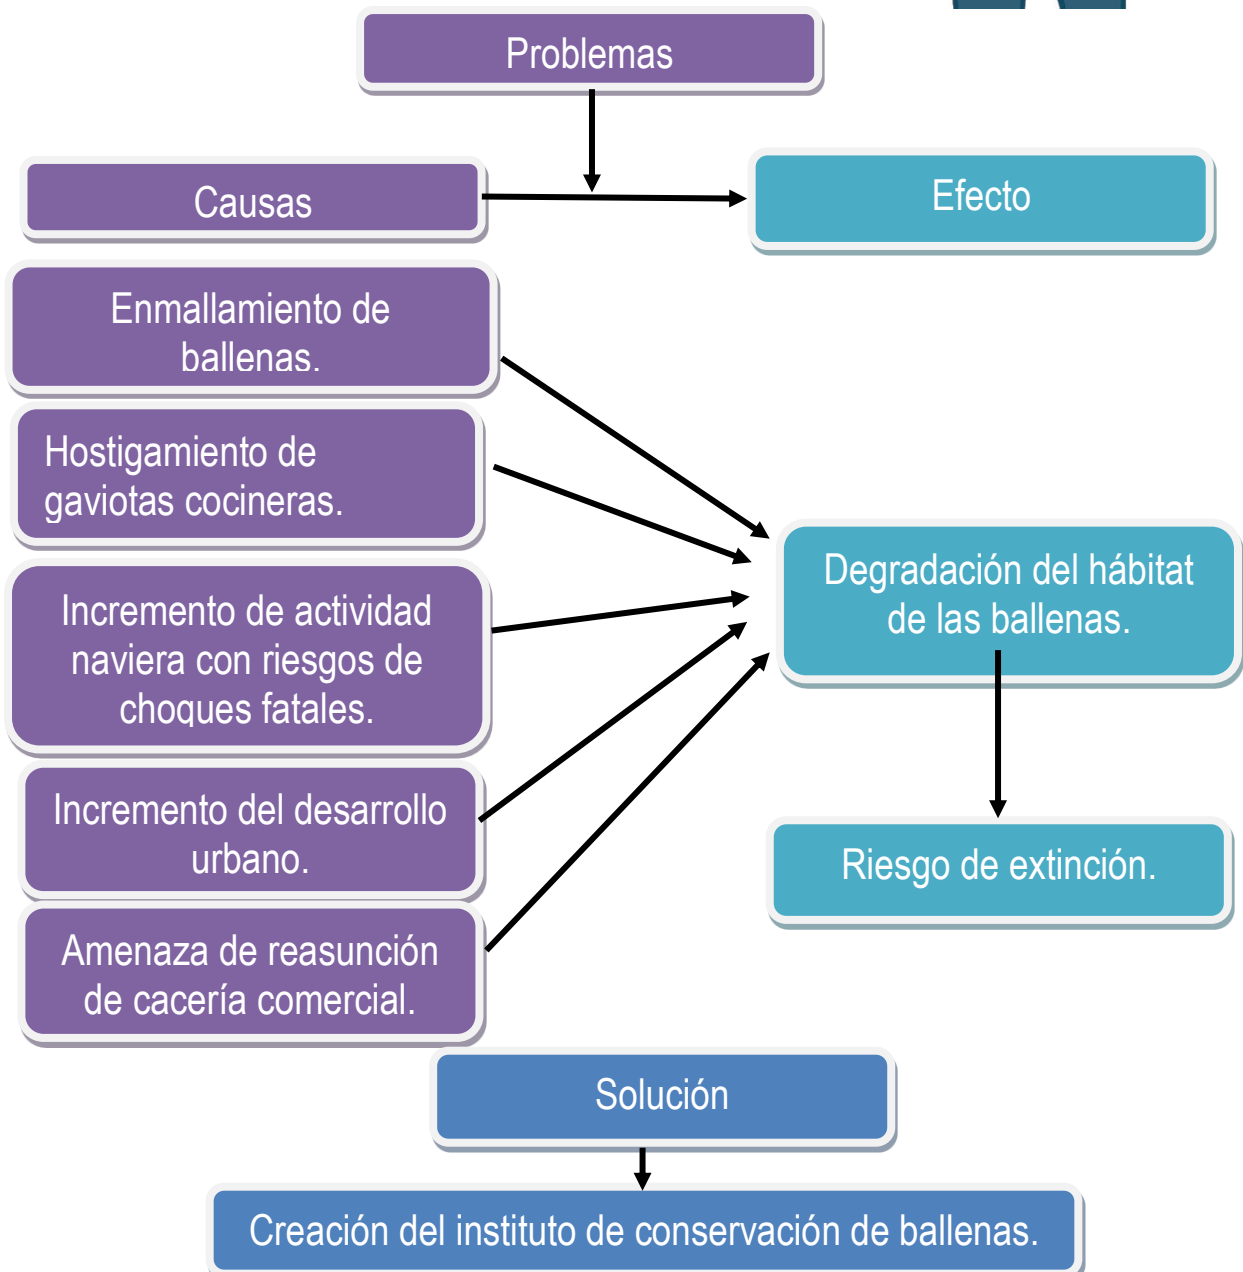 Problemas
Causas
Efecto
Enmallamiento de
ballenas.
Hostigamiento de
gaviotas cocineras.
Incremento de actividad
naviera con riesgos de
choques fatales.
Incremento del desarrollo
urbano.
Amenaza de reasunción
de cacería comercial.
Degradación del hábitat
de las ballenas.
Riesgo de extinción.
Solución
Creación del instituto de conservación de ballenas.